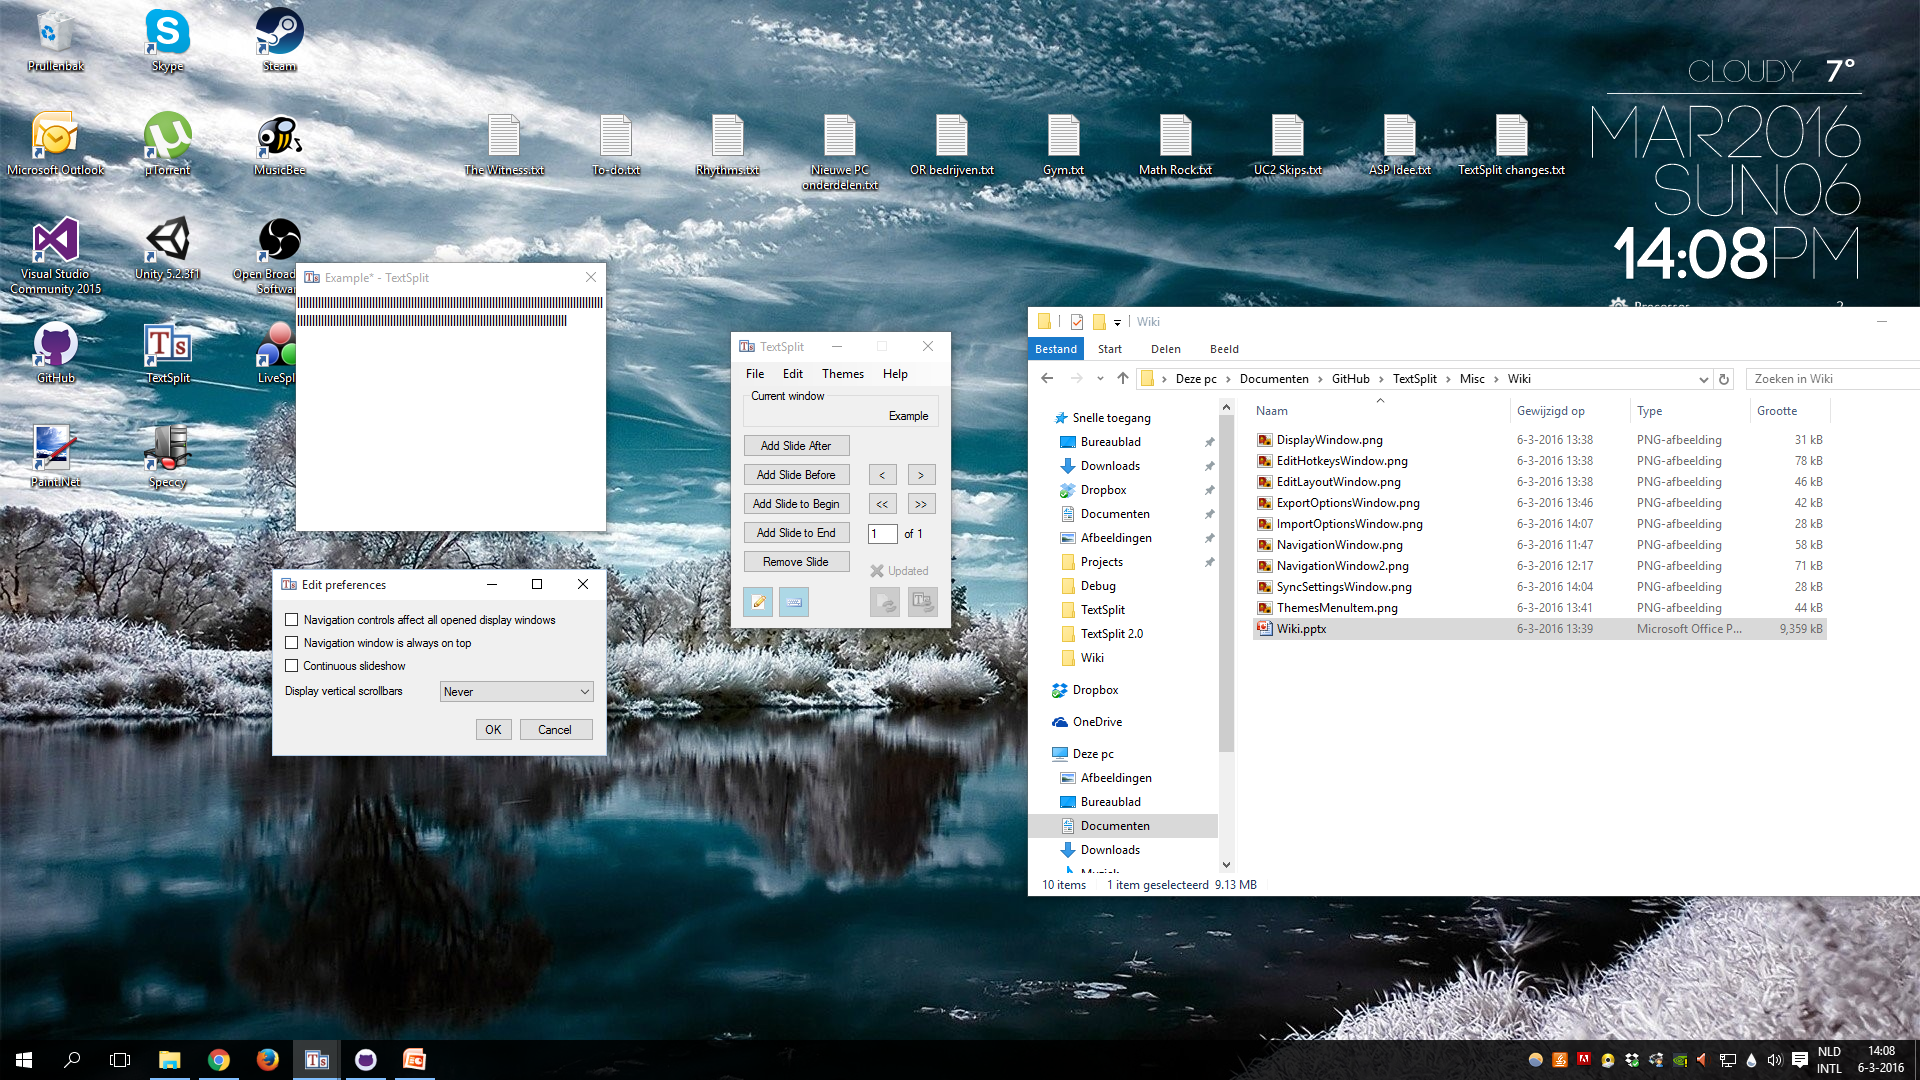 Prullenbak
Skype
Steam
CLOUDY 7°
MAR2016
SUN06
14:08PM
Processor 2
Microsoft Outlook
µTorrent
MusicBee
The Witness.txt
To-do.txt
Rhythms.txt
Nieuwe PC
onderdelen.txt
OR bedrijven.txt
Gym.txt
Math Rock.txt
UC2 Skips.txt
ASP Idee.txt
TextSplit changes.txt
Visual Studio
Community 2015
Unity 5.2.3f1
Open Broad
Softwa
GitHub
TextSplit
LiveSpl
Paint.Net
Speccy
Example* - TextSplit
TextSplit
File Edit Themes Help
Current window
Example
Add Slide After
Add Slide Before < >
Add Slide to Begin << >>
Add Slide to End 1 of 1
Remove Slide
Updated
Edit preferences
Navigation controls affect all opened display windows
Navigation window is always on top
Continuous slideshow
Display vertical scrollbars Never
OK Cancel
Wiki
Bestand Start Delen Beeld
Deze pc Documenten GitHub TextSplit Misc Wiki
Zoeken in Wiki
Snelle toegang
Bureaublad
Downloads
Dropbox
Documenten
Afbeeldingen
Projects
Debug
TextSplit
TextSplit 2.0
Wiki
Dropbox
OneDrive
Deze pc
Afbeeldingen
Bureaublad
Documenten
Downloads
Muziek
Naam Gewijzigd op Type Grootte
DisplayWindow.png 6-3-2016 13:38 PNG-afbeelding 31 kB
EditHotkeysWindow.png 6-3-2016 13:38 PNG-afbeelding 78 kB
EditLayoutWindow.png 6-3-2016 13:38 PNG-afbeelding 46 kB
ExportOptionsWindow.png 6-3-2016 13:46 PNG-afbeelding 42 kB
ImportOptionsWindow.png 6-3-2016 14:07 PNG-afbeelding 28 kB
NavigationWindow.png 6-3-2016 11:47 PNG-afbeelding 58 kB
NavigationWindow2.png 6-3-2016 12:17 PNG-afbeelding 71 kB
SyncSettingsWindow.png 6-3-2016 14:04 PNG-afbeelding 28 kB
ThemesMenuItem.png 6-3-2016 13:41 PNG-afbeelding 44 kB
Wiki.pptx 6-3-2016 13:39 Microsoft Office P... 9,359 kB
10 items 1 item geselecteerd 9.13 MB
NLD
INTL
14:08
6-3-2016